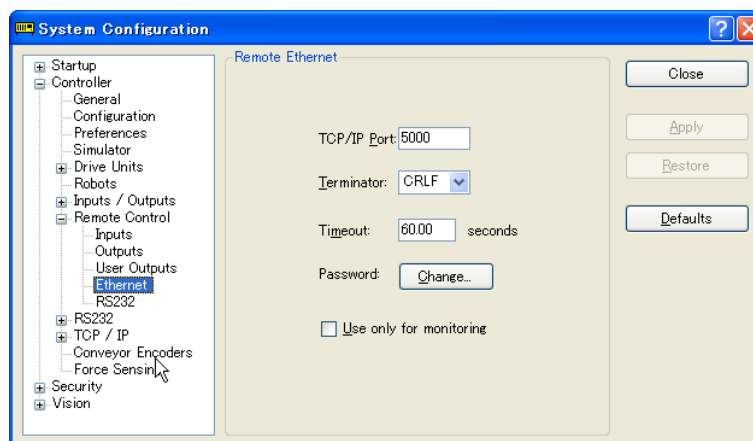 System Configuration
Startup
Controller
General
Configuration
Preferences
Simulator
Drive Units
Robots
Inputs / Outputs
Remote Control
Inputs
Outputs
User Outputs
Ethernet
RS232
RS232
TCP / IP
Conveyor Encoders
Force Sensing
Security
Vision
Remote Ethernet
TCP/IP Port: 5000
Terminator: CRLF
Timeout: 60.00 seconds
Password: Change...
Use only for monitoring
Close
Apply
Restore
Defaults